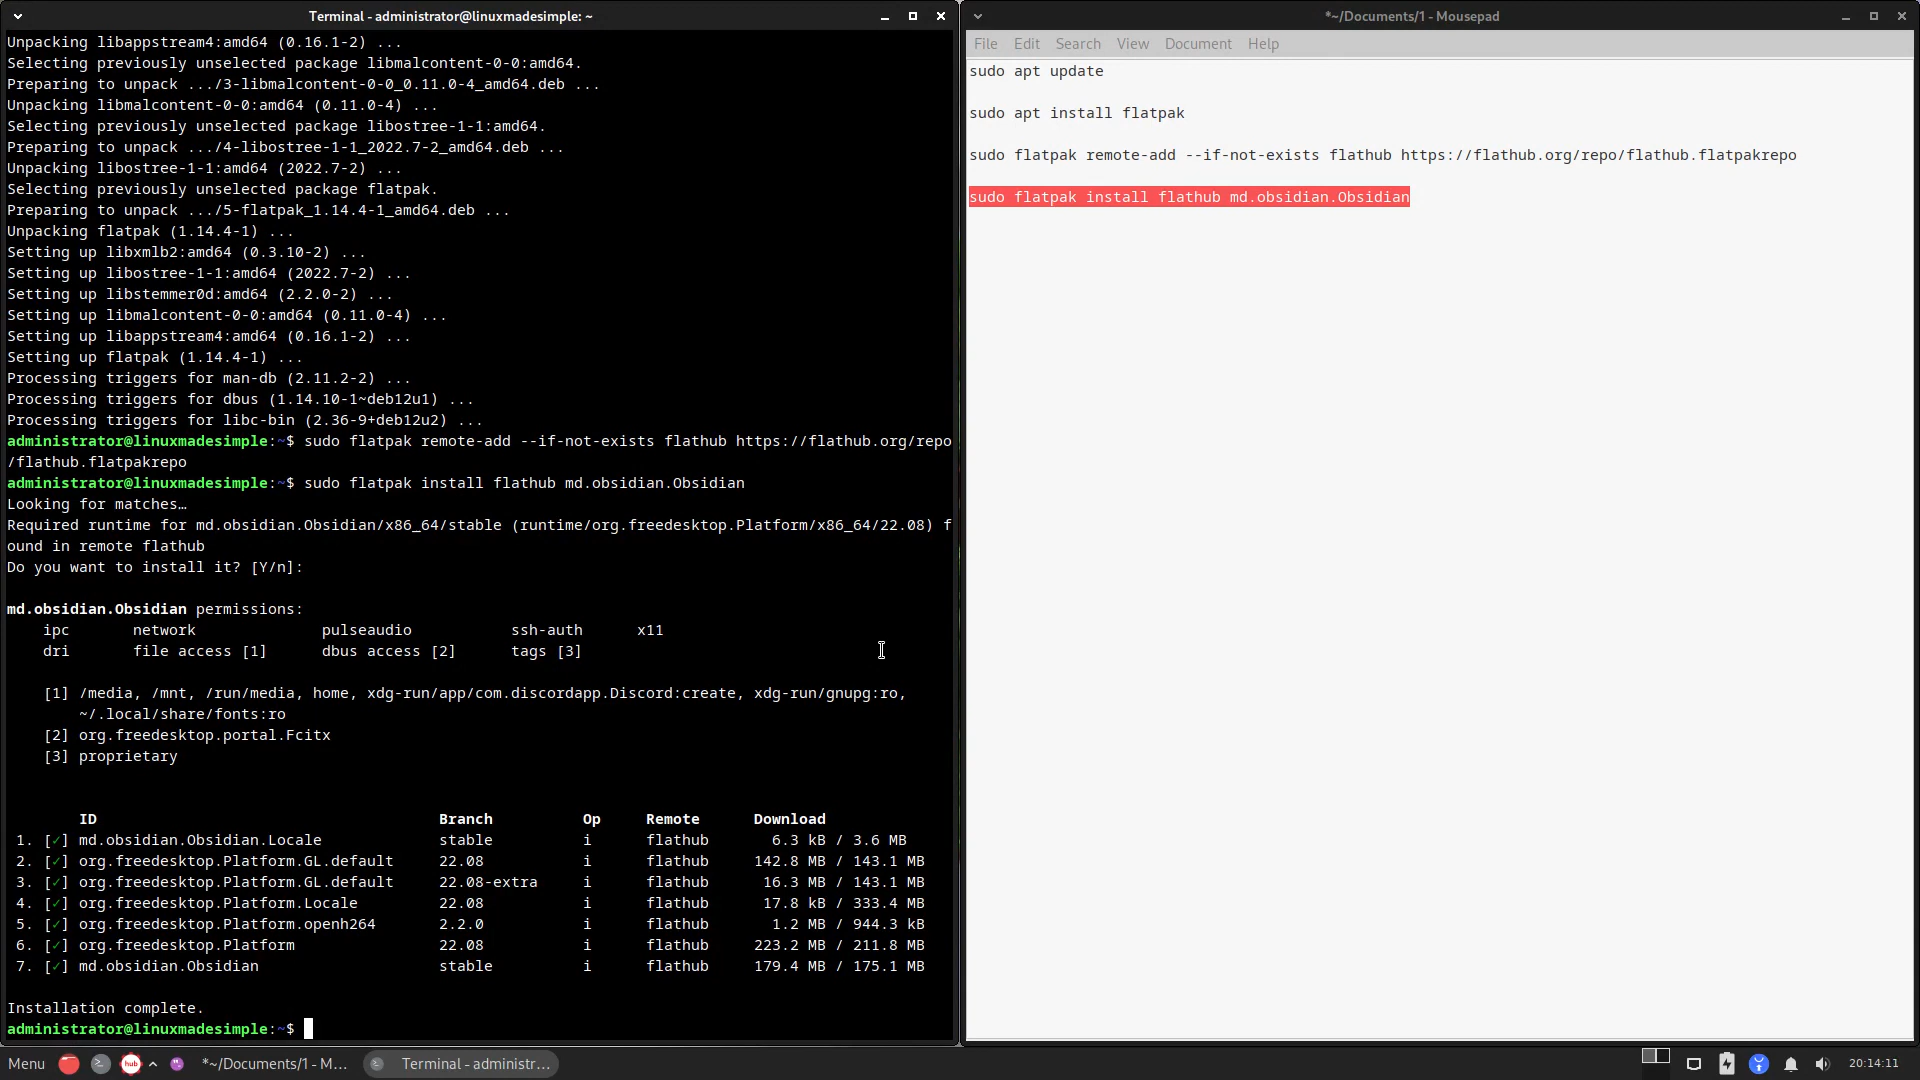 Terminal - administrator@linuxmadesimple: ~
Unpacking libappstream4:amd64 (0.16.1-2) ...
Selecting previously unselected package libmalcontent-0-0:amd64.
Preparing to unpack .../3-libmalcontent-0-0_0.11.0-4_amd64.deb ...
Unpacking libmalcontent-0-0:amd64 (0.11.0-4) ...
Selecting previously unselected package libostree-1-1:amd64.
Preparing to unpack .../4-libostree-1-1_2022.7-2_amd64.deb ...
Unpacking libostree-1-1:amd64 (2022.7-2) ...
Selecting previously unselected package flatpak.
Preparing to unpack .../5-flatpak_1.14.4-1_amd64.deb ...
Unpacking flatpak (1.14.4-1) ...
Setting up libxmlb2:amd64 (0.3.10-2) ...
Setting up libostree-1-1:amd64 (2022.7-2) ...
Setting up libstemmer0d:amd64 (2.2.0-2) ...
Setting up libmalcontent-0-0:amd64 (0.11.0-4) ...
Setting up libappstream4:amd64 (0.16.1-2) ...
Setting up flatpak (1.14.4-1) ...
Processing triggers for man-db (2.11.2-2) ...
Processing triggers for dbus (1.14.10-1~deb12u1) ...
Processing triggers for libc-bin (2.36-9+deb12u2) ...
administrator@linuxmadesimple:~$ sudo flatpak remote-add --if-not-exists flathub https://flathub.org/repo
/flathub.flatpakrepo
administrator@linuxmadesimple:~$ sudo flatpak install flathub md.obsidian.Obsidian
Looking for matches…
Required runtime for md.obsidian.Obsidian/x86_64/stable (runtime/org.freedesktop.Platform/x86_64/22.08) f
ound in remote flathub
Do you want to install it? [Y/n]:
md.obsidian.Obsidian permissions:
ipc network pulseaudio ssh-auth x11
dri file access [1] dbus access [2] tags [3]
[1] /media, /mnt, /run/media, home, xdg-run/app/com.discordapp.Discord:create, xdg-run/gnupg:ro,
~/.local/share/fonts:ro
[2] org.freedesktop.portal.Fcitx
[3] proprietary
ID Branch Op Remote Download
1. [✓] md.obsidian.Obsidian.Locale stable i flathub 6.3 kB / 3.6 MB
2. [✓] org.freedesktop.Platform.GL.default 22.08 i flathub 142.8 MB / 143.1 MB
3. [✓] org.freedesktop.Platform.GL.default 22.08-extra i flathub 16.3 MB / 143.1 MB
4. [✓] org.freedesktop.Platform.Locale 22.08 i flathub 17.8 kB / 333.4 MB
5. [✓] org.freedesktop.Platform.openh264 2.2.0 i flathub 1.2 MB / 944.3 kB
6. [✓] org.freedesktop.Platform 22.08 i flathub 223.2 MB / 211.8 MB
7. [✓] md.obsidian.Obsidian stable i flathub 179.4 MB / 175.1 MB
Installation complete.
administrator@linuxmadesimple:~$
*~/Documents/1 - Mousepad
File Edit Search View Document Help
sudo apt update
sudo apt install flatpak
sudo flatpak remote-add --if-not-exists flathub https://flathub.org/repo/flathub.flatpakrepo
sudo flatpak install flathub md.obsidian.Obsidian
Menu hub *~/Documents/1 - M... Terminal - administr... 20:14:11